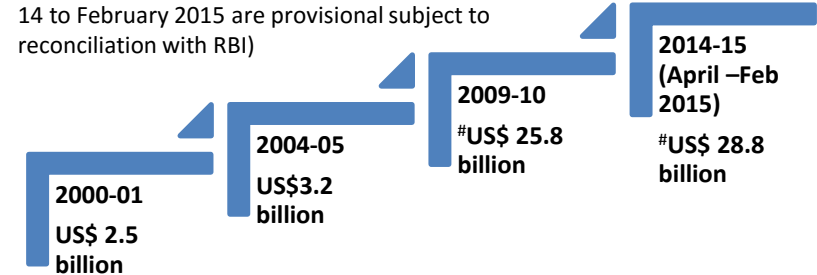 14 to February 2015 are provisional subject to
reconciliation with RBI)
2000-01
US$ 2.5
billion
2004-05
US$3.2
billion
2009-10
#US$ 25.8
billion
2014-15
(April –Feb
2015)
#US$ 28.8
billion